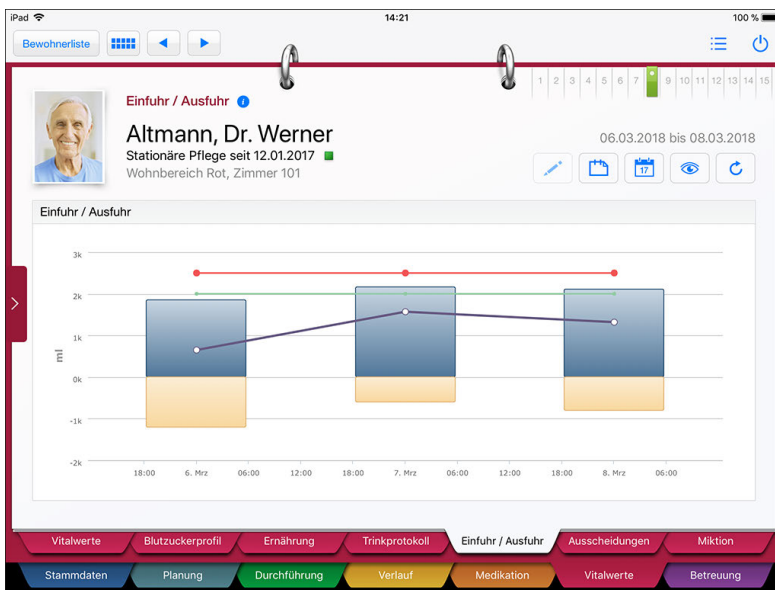 iPad 14:21 100 %
Bewohnerliste
1 2 3 4 5 6 7 9 10 11 12 13 14 15
Einfuhr / Ausfuhr i
Altmann, Dr. Werner
Stationäre Pflege seit 12.01.2017
Wohnbereich Rot, Zimmer 101
06.03.2018 bis 08.03.2018
17
Einfuhr / Ausfuhr
3k
2k
1k
0k
-1k
-2k
ml
18:00 6. Mrz 06:00 12:00 18:00 7. Mrz 06:00 12:00 18:00 8. Mrz 06:00
Vitalwerte Blutzuckerprofil Ernährung Trinkprotokoll Einfuhr / Ausfuhr Ausscheidungen Miktion
Stammdaten Planung Durchführung Verlauf Medikation Vitalwerte Betreuung